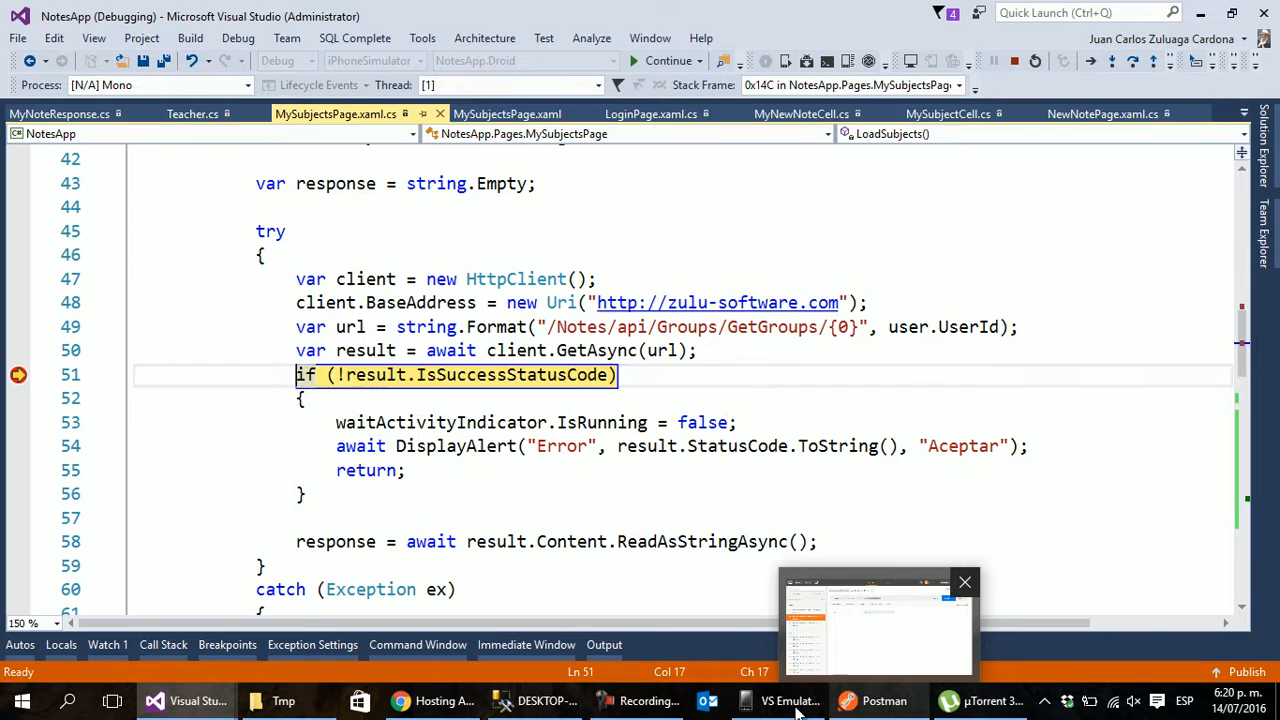 NotesApp (Debugging) - Microsoft Visual Studio (Administrator)
4
Quick Launch (Ctrl+Q)
File Edit View Project Build Debug Team SQL Complete Tools Architecture Test Analyze Window Help
Juan Carlos Zuluaga Cardona
Debug iPhoneSimulator NotesApp.Droid Continue
Process: [N/A] Mono Lifecycle Events Thread: [1] Stack Frame: 0x14C in NotesApp.Pages.MySubjectsPage.
MyNoteResponse.cs Teacher.cs MySubjectsPage.xaml.cs MySubjectsPage.xaml LoginPage.xaml.cs MyNewNoteCell.cs MySubjectCell.cs NewNotePage.xaml.cs
NotesApp NotesApp.Pages.MySubjectsPage LoadSubjects()
Solution Explorer
Team Explorer
42
43 var response = string.Empty;
44
45 try
46 {
47 var client = new HttpClient();
48 client.BaseAddress = new Uri("http://zulu-software.com");
49 var url = string.Format("/Notes/api/Groups/GetGroups/{0}", user.UserId);
50 var result = await client.GetAsync(url);
51 if (!result.IsSuccessStatusCode)
52 {
53 waitActivityIndicator.IsRunning = false;
54 await DisplayAlert("Error", result.StatusCode.ToString(), "Aceptar");
55 return;
56 }
57
58 response = await result.Content.ReadAsStringAsync();
59 }
60 catch (Exception ex)
61 {
150 %
Autos Locals Watch 1 Call Stack Breakpoints Exception Settings Command Window Immediate Window Output
Ready Ln 51 Col 17 Ch 17 Publish
Visual Stu... Tmp Hosting A... DESKTOP-... Recording... VS Emulat... Postman µTorrent 3... ESP 6:20 p. m.
14/07/2016